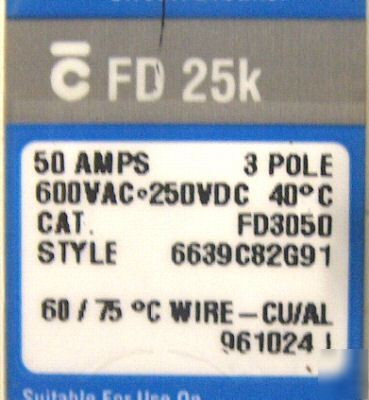 C FD 25k
50 AMPS 3 POLE
600VAC•250VDC 40°C
CAT. FD3050
STYLE 6639C82G91
60 / 75 °C WIRE-CU/AL
961024
Suitable For Use On